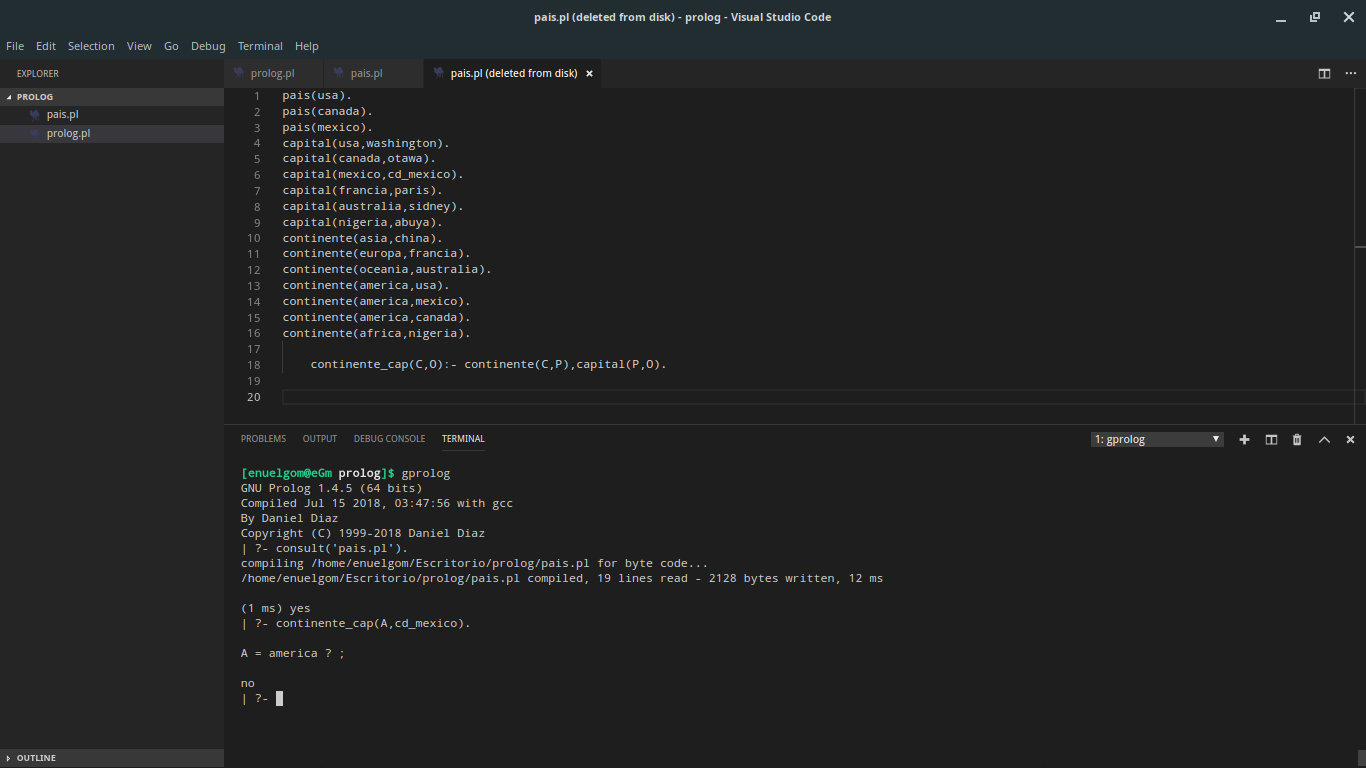 pais.pl (deleted from disk) - prolog - Visual Studio Code
File Edit Selection View Go Debug Terminal Help
EXPLORER
prolog.pl pais.pl pais.pl (deleted from disk)
PROLOG
pais.pl
prolog.pl
1 pais(usa).
2 pais(canada).
3 pais(mexico).
4 capital(usa,washington).
5 capital(canada,otawa).
6 capital(mexico,cd_mexico).
7 capital(francia,paris).
8 capital(australia,sidney).
9 capital(nigeria,abuya).
10 continente(asia,china).
11 continente(europa,francia).
12 continente(oceania,australia).
13 continente(america,usa).
14 continente(america,mexico).
15 continente(america,canada).
16 continente(africa,nigeria).
17
18 continente_cap(C,O):- continente(C,P),capital(P,O).
19
20
PROBLEMS OUTPUT DEBUG CONSOLE TERMINAL 1: gprolog
[enuelgom@eGm prolog]$ gprolog
GNU Prolog 1.4.5 (64 bits)
Compiled Jul 15 2018, 03:47:56 with gcc
By Daniel Diaz
Copyright (C) 1999-2018 Daniel Diaz
| ?- consult('pais.pl').
compiling /home/enuelgom/Escritorio/prolog/pais.pl for byte code...
/home/enuelgom/Escritorio/prolog/pais.pl compiled, 19 lines read - 2128 bytes written, 12 ms
(1 ms) yes
| ?- continente_cap(A,cd_mexico).
A = america ? ;
no
| ?-
OUTLINE